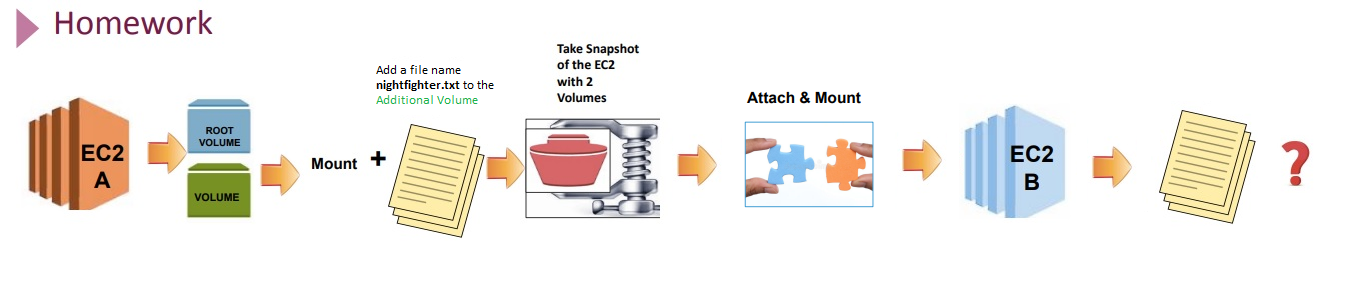 Homework
EC2
A
ROOT
VOLUME
VOLUME
Mount +
Add a file name
nightfighter.txt to the
Additional Volume
Take Snapshot
of the EC2
with 2
Volumes
Attach & Mount
EC2
B
?